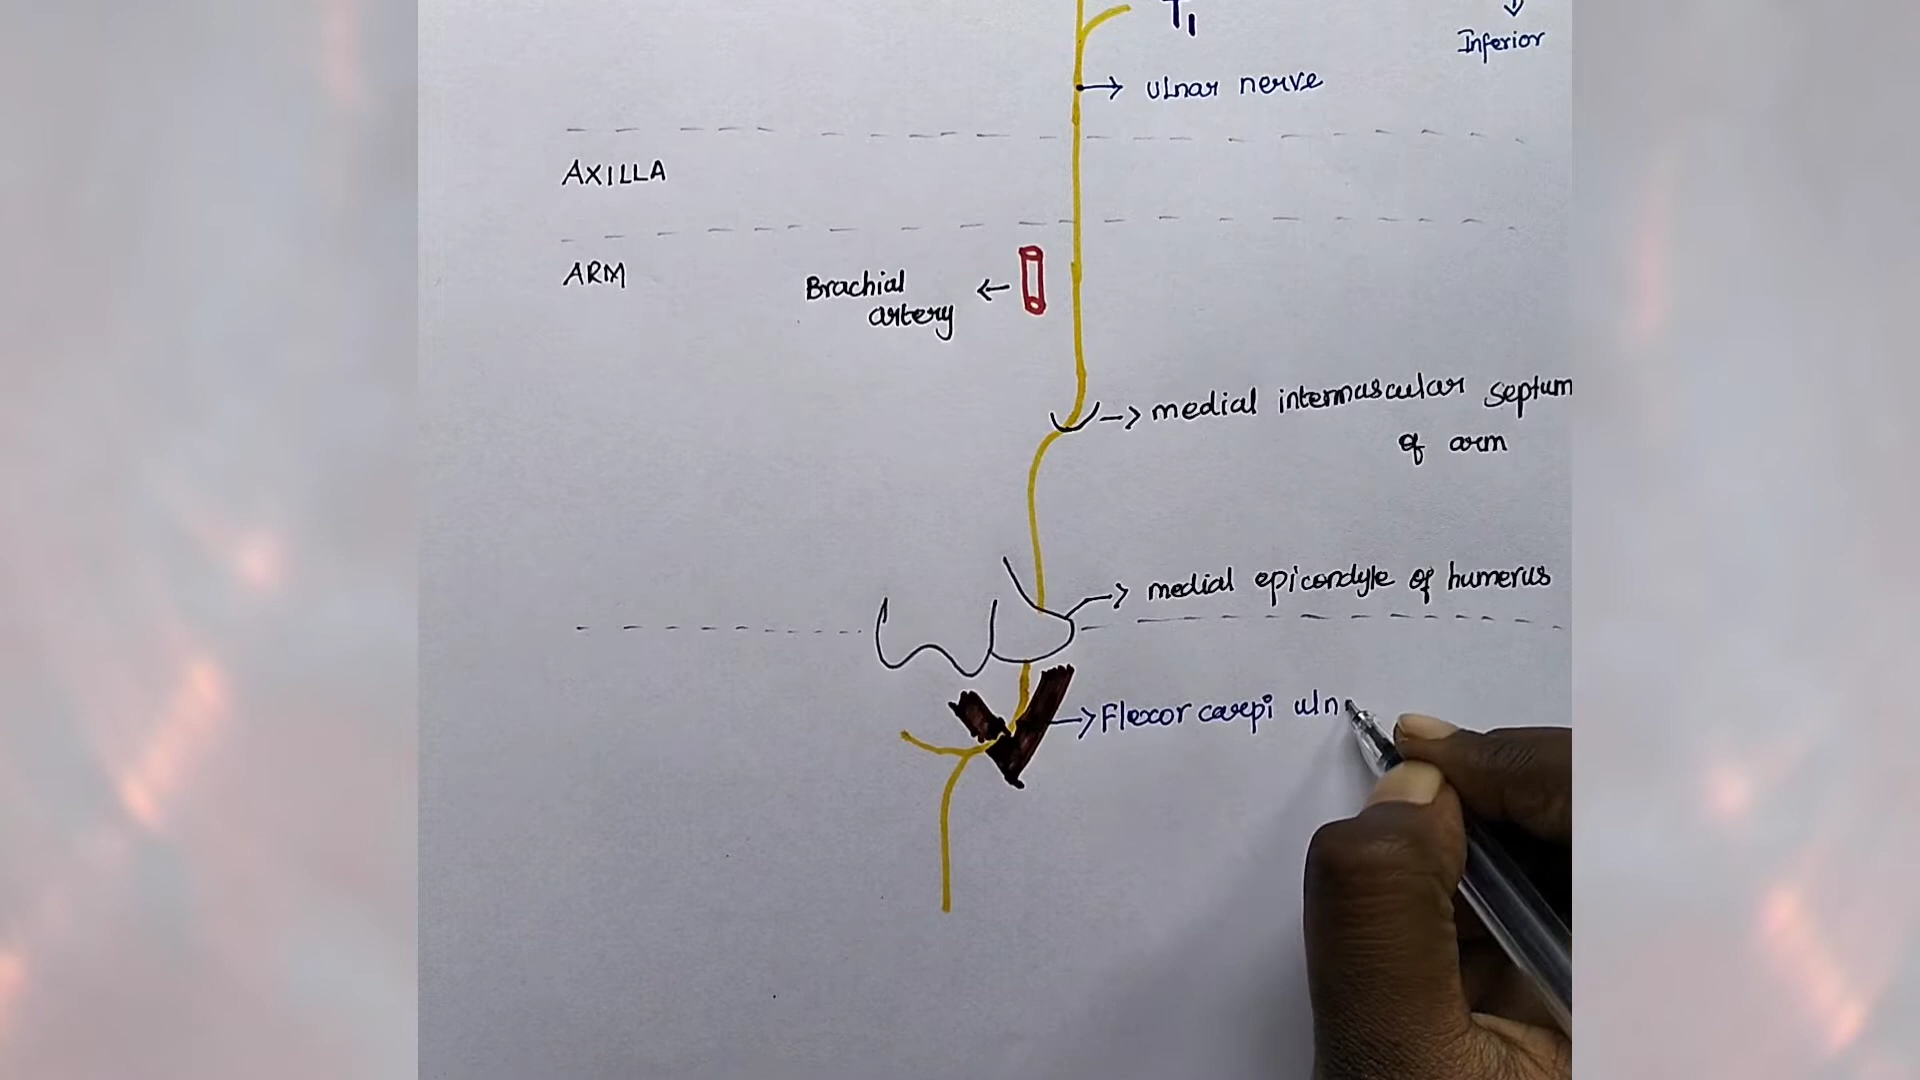 T1
Inferior
ulnar nerve
AXILLA
ARM
Brachial
artery
medial intermuscular septum
of arm
medial epicondyle of humerus
Flexor carpi uln